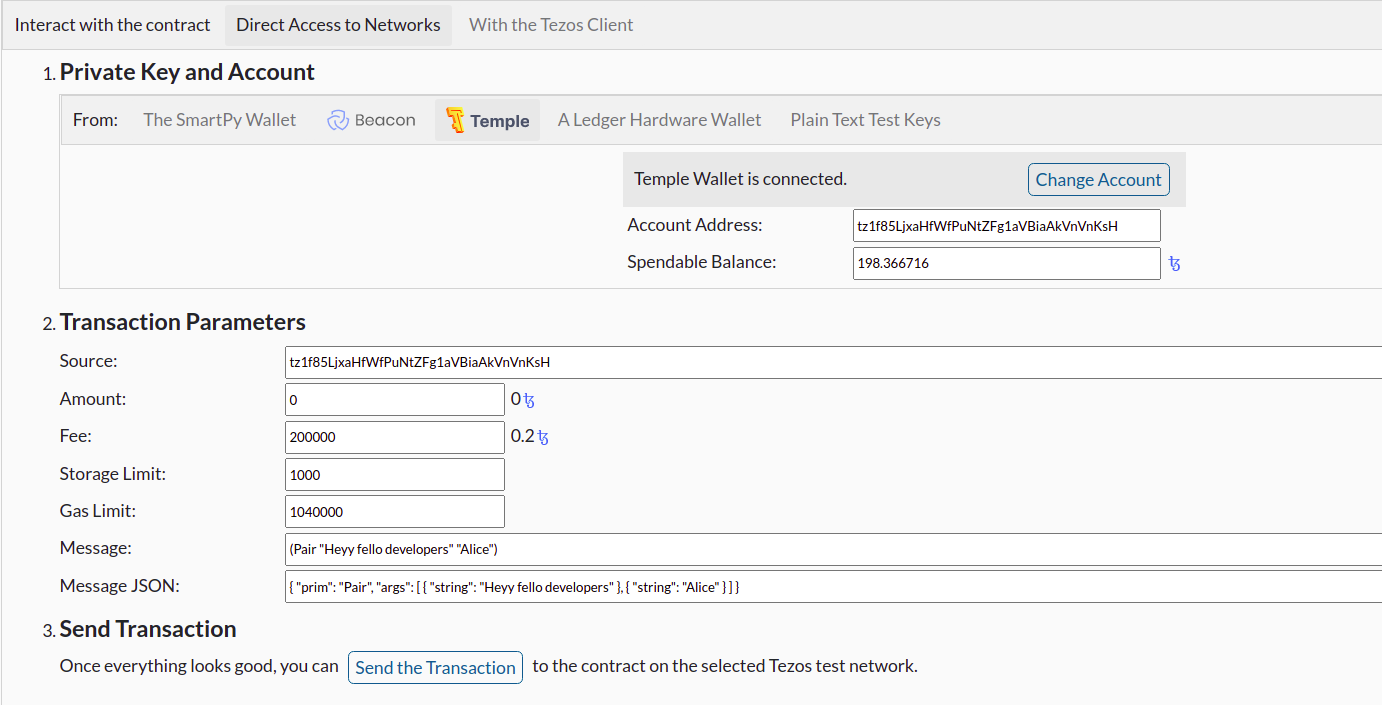 Interact with the contract Direct Access to Networks With the Tezos Client
1. Private Key and Account
From: The SmartPy Wallet Beacon Temple A Ledger Hardware Wallet Plain Text Test Keys
Temple Wallet is connected. Change Account
Account Address: tz1f85LjxaHfWfPuNtZFg1aVBiaAkVnVnKsH
Spendable Balance: 198.366716 ꜩ
2. Transaction Parameters
Source: tz1f85LjxaHfWfPuNtZFg1aVBiaAkVnVnKsH
Amount: 0 0 ꜩ
Fee: 200000 0.2 ꜩ
Storage Limit: 1000
Gas Limit: 1040000
Message: (Pair "Heyy fello developers" "Alice")
Message JSON: { "prim": "Pair", "args": [ { "string": "Heyy fello developers" }, { "string": "Alice" } ] }
3. Send Transaction
Once everything looks good, you can Send the Transaction to the contract on the selected Tezos test network.